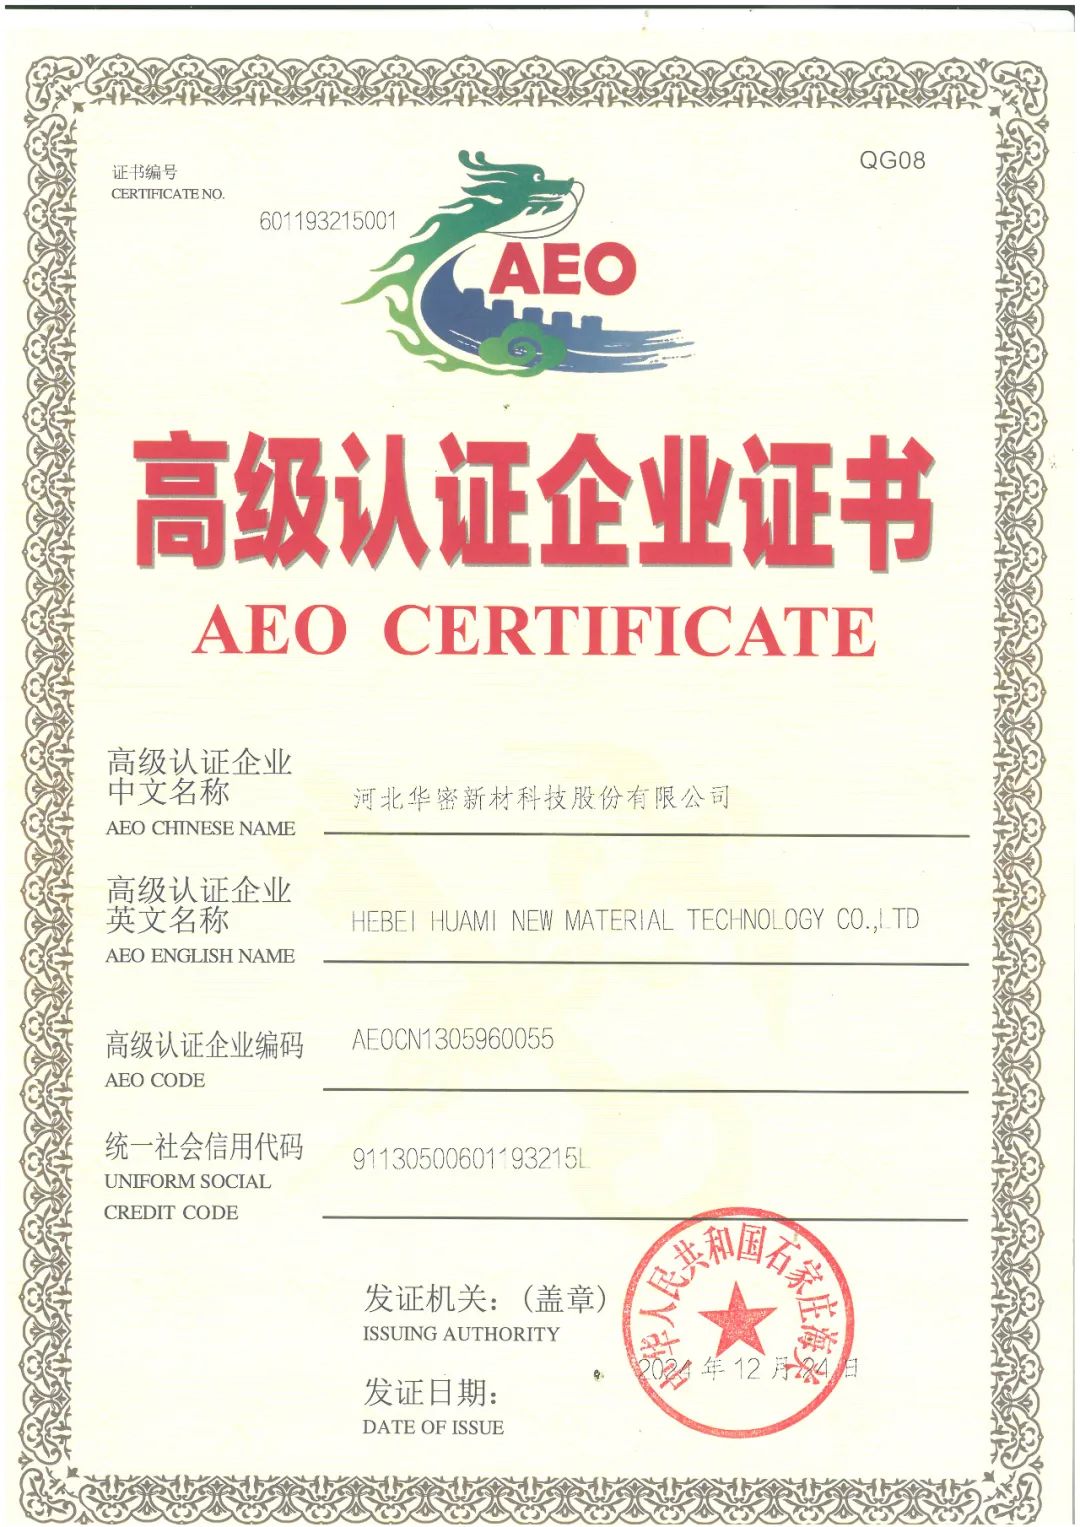 证书编号
CERTIFICATE NO.
601193215001
QG08
AEO
高级认证企业证书
AEO CERTIFICATE
高级认证企业
中文名称
AEO CHINESE NAME
河北华密新材科技股份有限公司
高级认证企业
英文名称
AEO ENGLISH NAME
HEBEI HUAMI NEW MATERIAL TECHNOLOGY CO.,LTD
高级认证企业编码
AEO CODE
AEOCN1305960055
统一社会信用代码
UNIFORM SOCIAL
CREDIT CODE
91130500601193215L
发证机关：(盖章)
ISSUING AUTHORITY
中华人民共和国石家庄海关
2024 年 12 月 24 日
发证日期：
DATE OF ISSUE